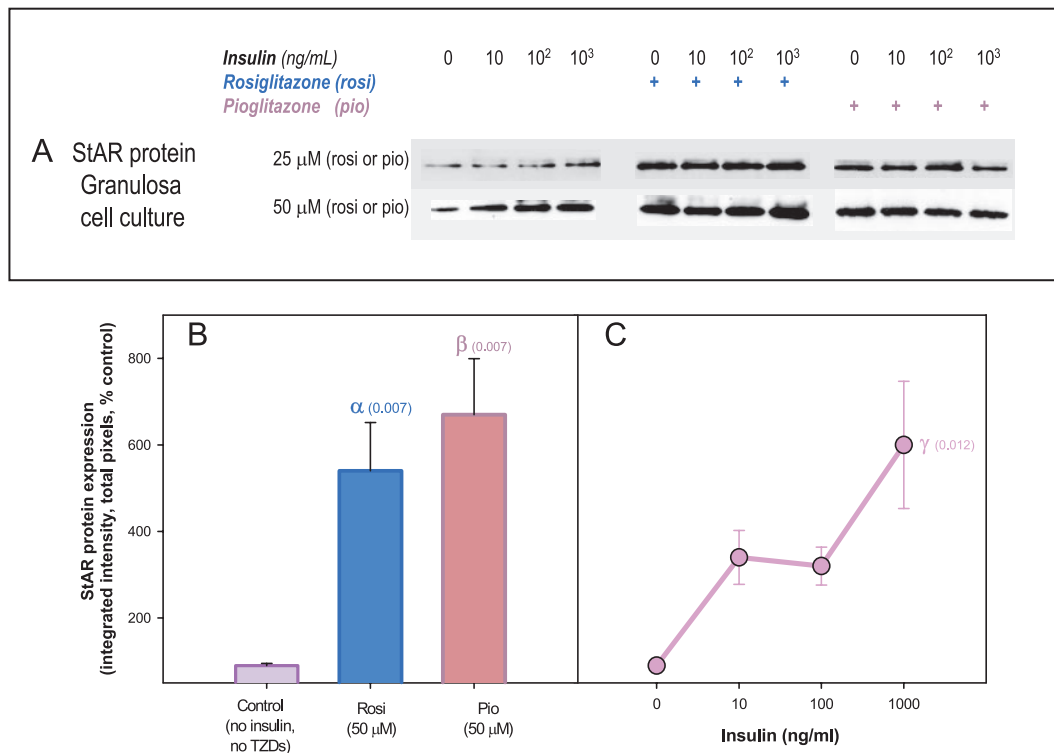 Insulin (ng/mL) 0 10 10² 10³ 0 10 10² 10³ 0 10 10² 10³
Rosiglitazone (rosi) + + + +
Pioglitazone (pio) + + + +
A StAR protein
Granulosa
cell culture
25 μM (rosi or pio)
50 μM (rosi or pio)
B
StAR protein expression
(integrated intensity, total pixels, % control)
800
600
400
200
α (0.007)
β (0.007)
Control
(no insulin,
no TZDs)
Rosi
(50 μM)
Pio
(50 μM)
C
γ (0.012)
0 10 100 1000
Insulin (ng/ml)